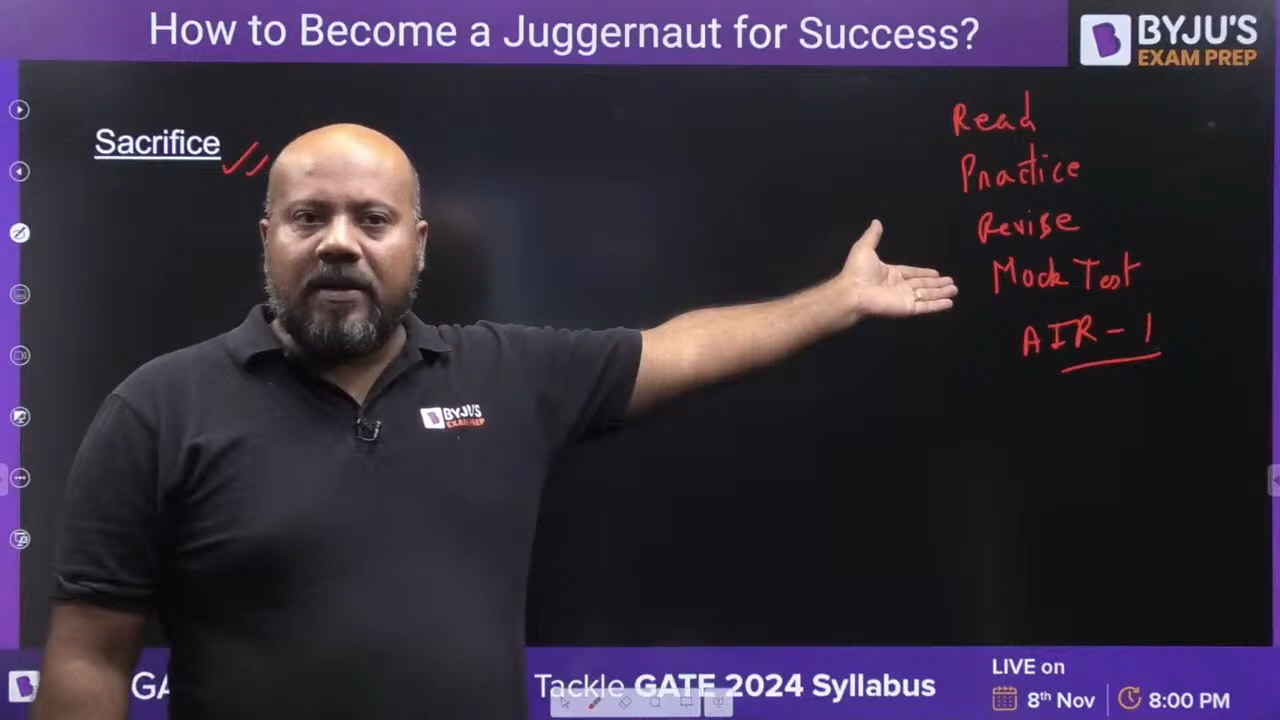 How to Become a Juggernaut for Success?
BYJU'S
EXAM PREP
Sacrifice
Read
Practice
Revise
Mock Test
AIR - 1
BYJU'S
EXAM PREP
GA
Tackle GATE 2024 Syllabus
LIVE on
8th Nov
8:00 PM